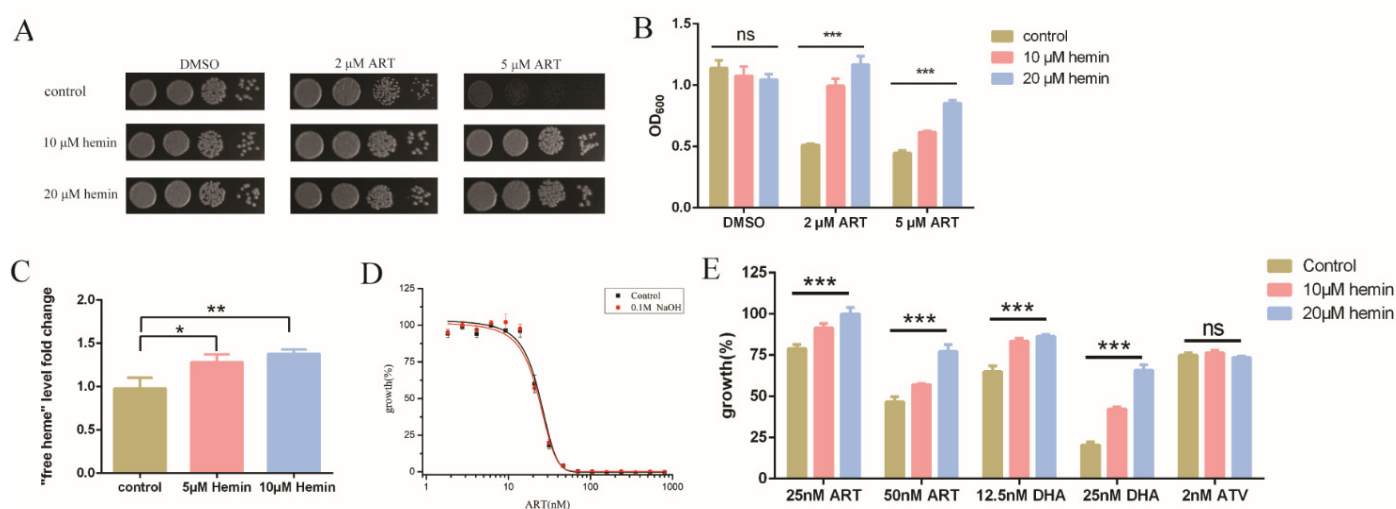 A
DMSO
2 μM ART
5 μM ART
control
10 μM hemin
20 μM hemin
B
OD600
1.5
1.0
0.5
0.0
ns
***
***
DMSO
2 μM ART
5 μM ART
control
10 μM hemin
20 μM hemin
C
"free heme" level fold change
2.0
1.5
1.0
0.5
0.0
*
**
control
5μM Hemin
10μM Hemin
D
growth(%)
125
100
75
50
25
0
Control
0.1M NaOH
1
10
100
1000
ART(nM)
E
growth(%)
125
100
75
50
25
0
***
***
***
***
ns
25nM ART
50nM ART
12.5nM DHA
25nM DHA
2nM ATV
Control
10μM hemin
20μM hemin